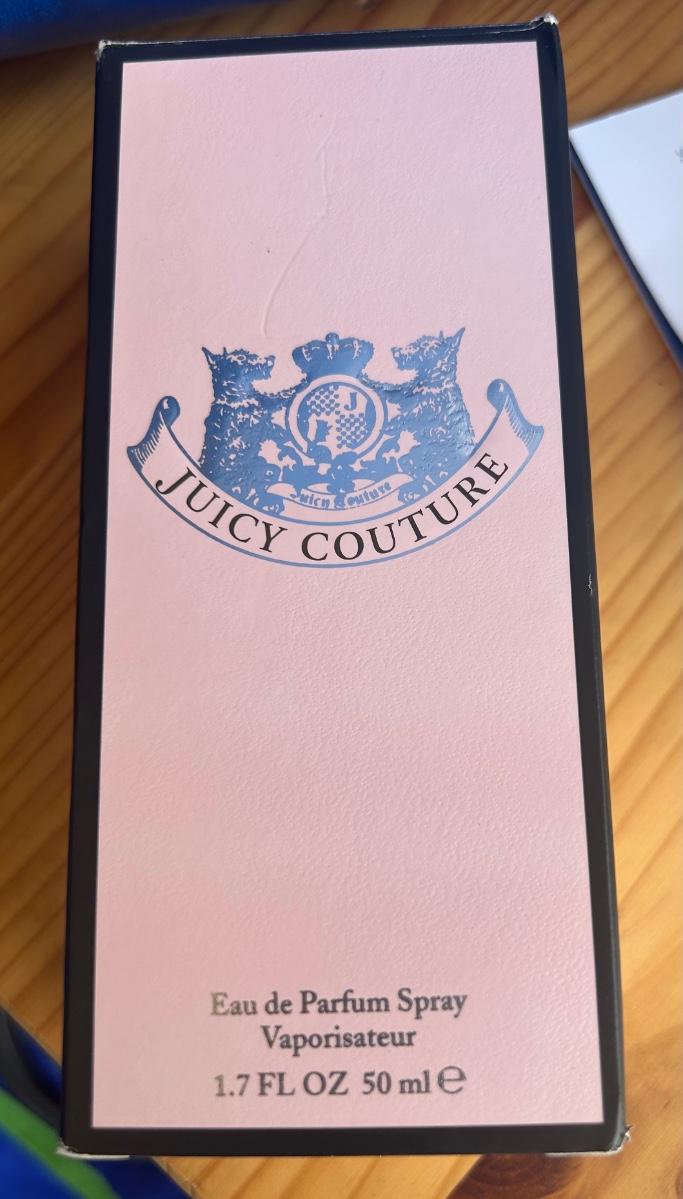 J
Juicy Couture
JUICY COUTURE
Eau de Parfum Spray
Vaporisateur
1.7 FL OZ 50 ml ℮